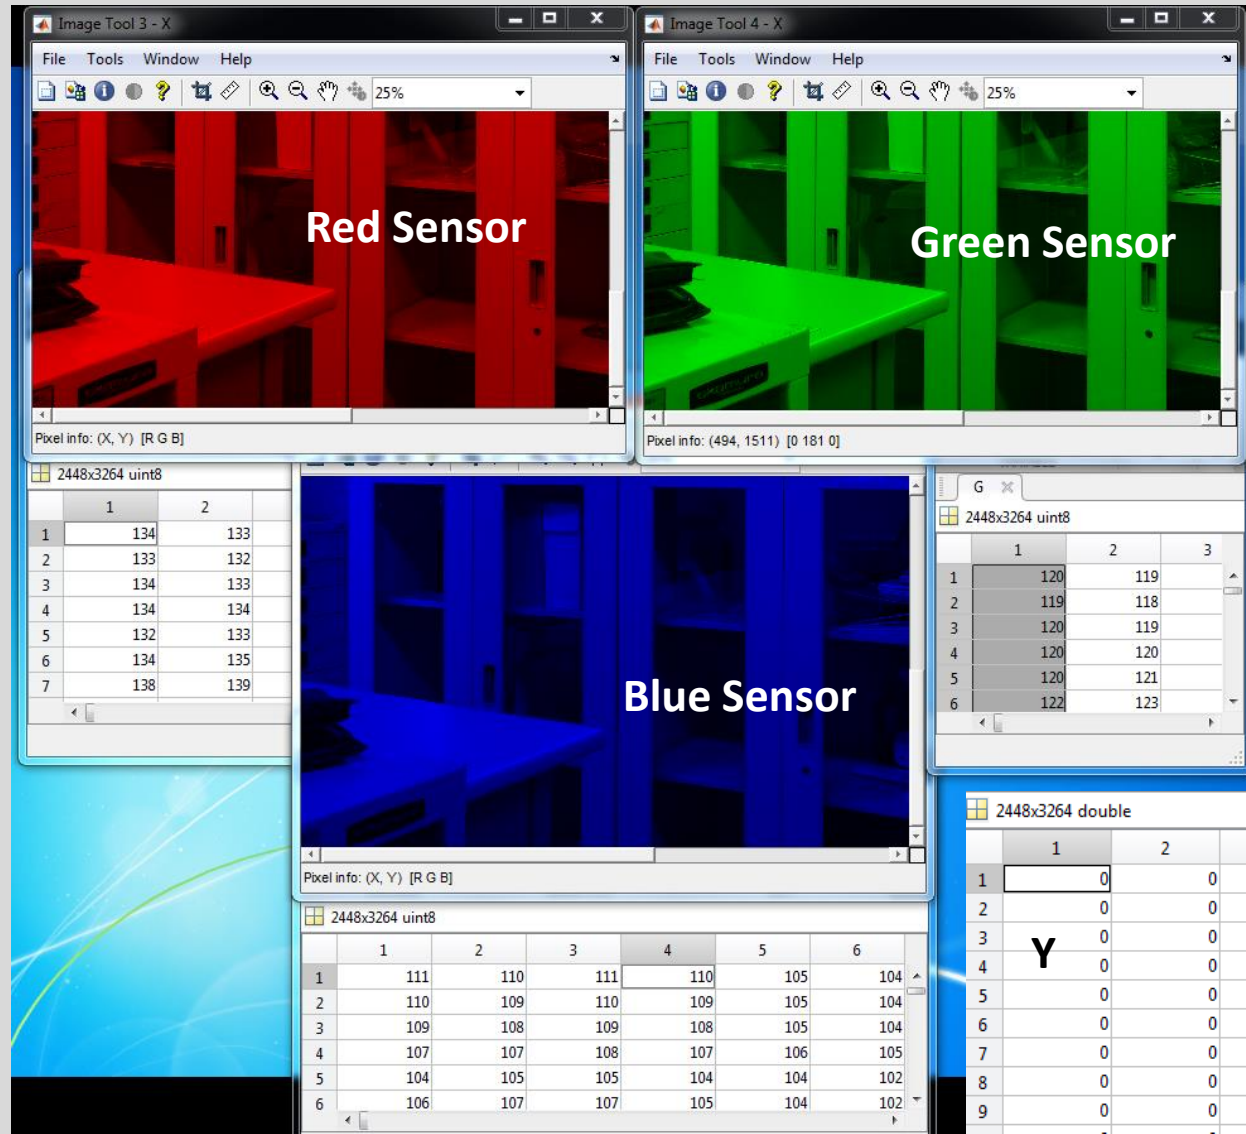 Image Tool 3 - X
File Tools Window Help
25%
Red Sensor
Pixel info: (X, Y) [R G B]
Image Tool 4 - X
File Tools Window Help
25%
Green Sensor
Pixel info: (494, 1511) [0 181 0]
2448x3264 uint8
1 2
1 134 133
2 133 132
3 134 133
4 134 134
5 132 133
6 134 135
7 138 139
Blue Sensor
Pixel info: (X, Y) [R G B]
G
2448x3264 uint8
1 2 3
1 120 119
2 119 118
3 120 119
4 120 120
5 120 121
6 122 123
2448x3264 uint8
1 2 3 4 5 6
1 111 110 111 110 105 104
2 110 109 110 109 105 104
3 109 108 109 108 105 104
4 107 107 108 107 106 105
5 104 105 105 104 104 102
6 106 107 107 105 104 102
2448x3264 double
1 2
1 0 0
2 0 0
3 0 0
Y
4 0 0
5 0 0
6 0 0
7 0 0
8 0 0
9 0 0